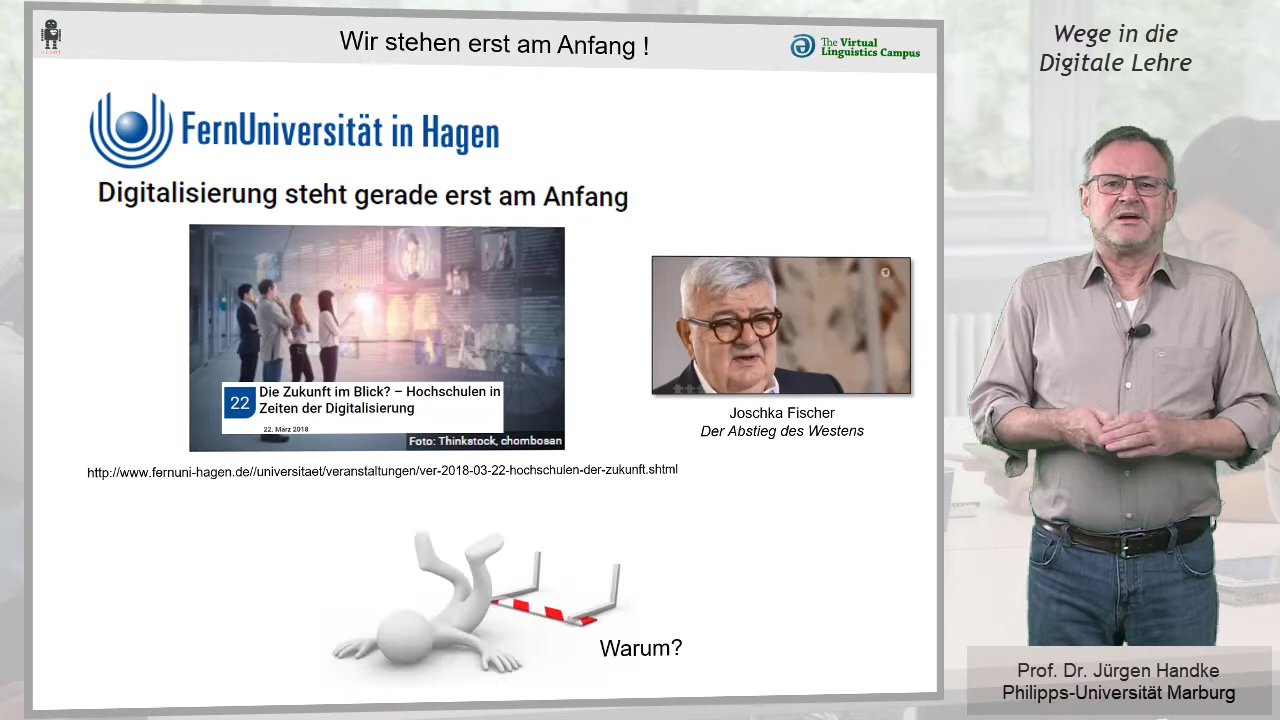 Wir stehen erst am Anfang !
The Virtual
Linguistics Campus
Wege in die
Digitale Lehre
FernUniversität in Hagen
Digitalisierung steht gerade erst am Anfang
22
Die Zukunft im Blick? – Hochschulen in
Zeiten der Digitalisierung
22. März 2018
Foto: Thinkstock, chombosan
Joschka Fischer
Der Abstieg des Westens
http://www.fernuni-hagen.de//universitaet/veranstaltungen/ver-2018-03-22-hochschulen-der-zukunft.shtml
Warum?
Prof. Dr. Jürgen Handke
Philipps-Universität Marburg